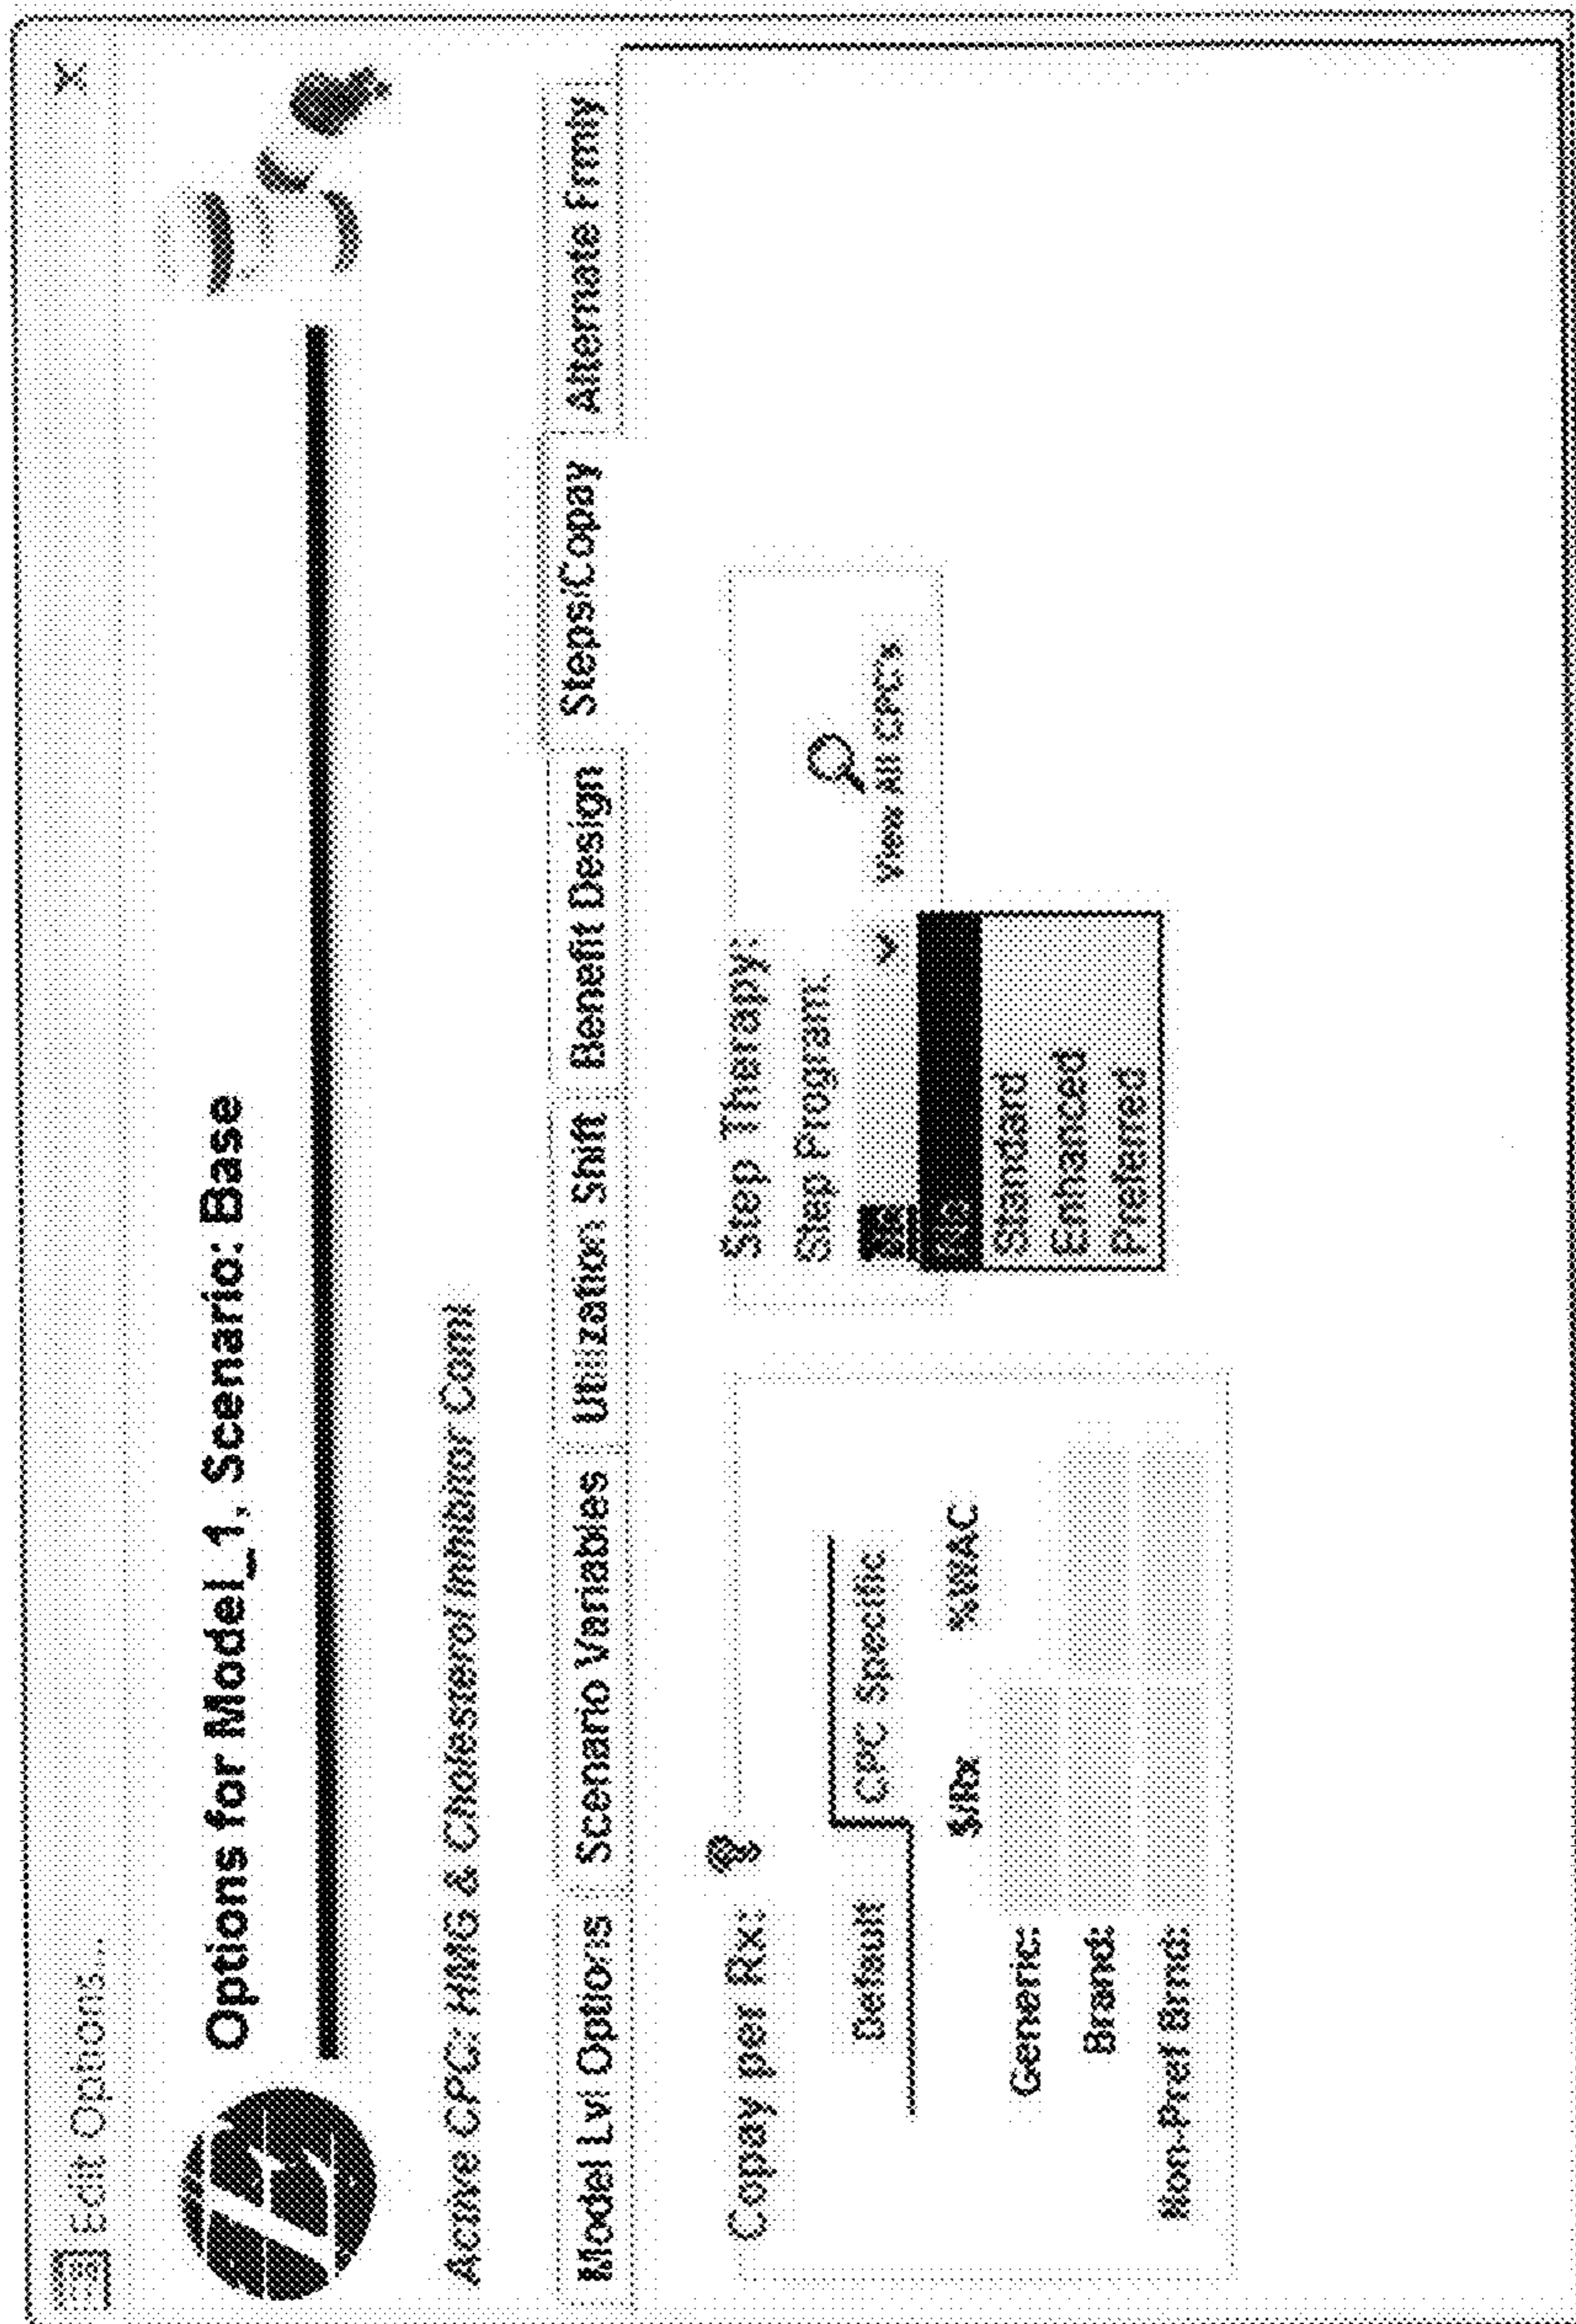 Edit Options...
Options for Model_1, Scenario: Base
Active CPC: HMG & Cholesterol Inhibitor Coml
Model Lvl Options Scenario Variables Utilization Shift Benefit Design Steps/Copay Alternate Frmly
Copay per Rx: ?
Default CPC Specific
$/Rx %WAC
Generic:
Brand:
Non-Pref Brnd:
Step Therapy:
Step Program:
View All CPC's
Standard
Enhanced
Preferred